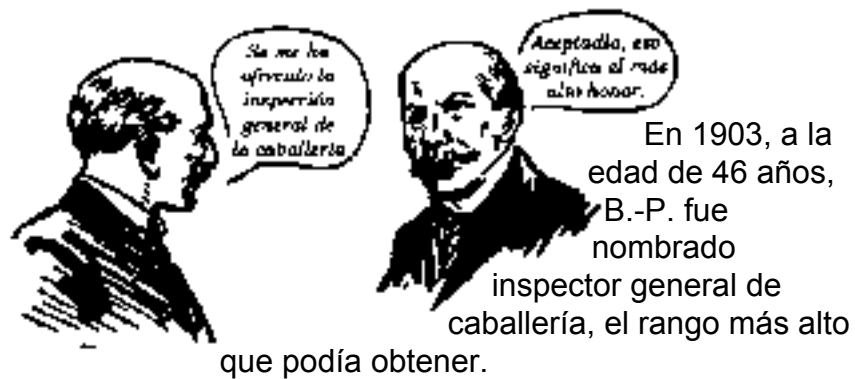 Se me ha
ofrecido la
inspección
general de
la caballería
Aceptadlo, eso
significa el más
alto honor.
En 1903, a la
edad de 46 años,
B.-P. fue
nombrado
inspector general de
caballería, el rango más alto
que podía obtener.